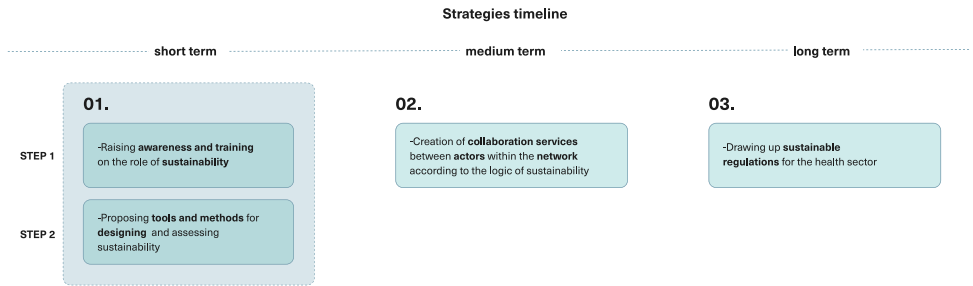 Strategies timeline
short term
medium term
long term
01.
02.
03.
STEP 1
-Raising awareness and training
on the role of sustainability
-Creation of collaboration services
between actors within the network
according to the logic of sustainability
-Drawing up sustainable
regulations for the health sector
STEP 2
-Proposing tools and methods for
designing and assessing
sustainability